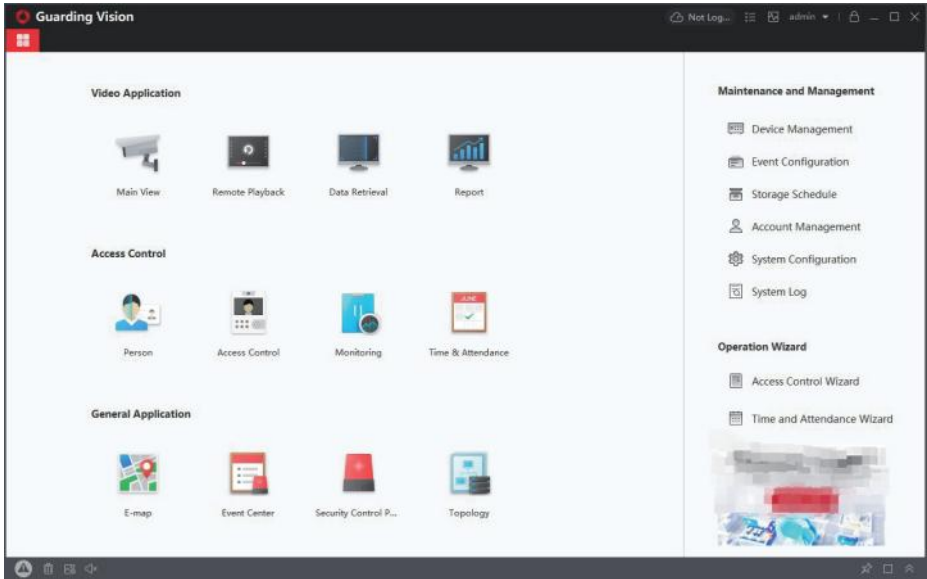 Guarding Vision
Not Log... admin
Video Application
Main View Remote Playback Data Retrieval Report
Access Control
JUNE
Person Access Control Monitoring Time & Attendance
General Application
E-map Event Center Security Control P... Topology
Maintenance and Management
Device Management
Event Configuration
Storage Schedule
Account Management
System Configuration
System Log
Operation Wizard
Access Control Wizard
Time and Attendance Wizard